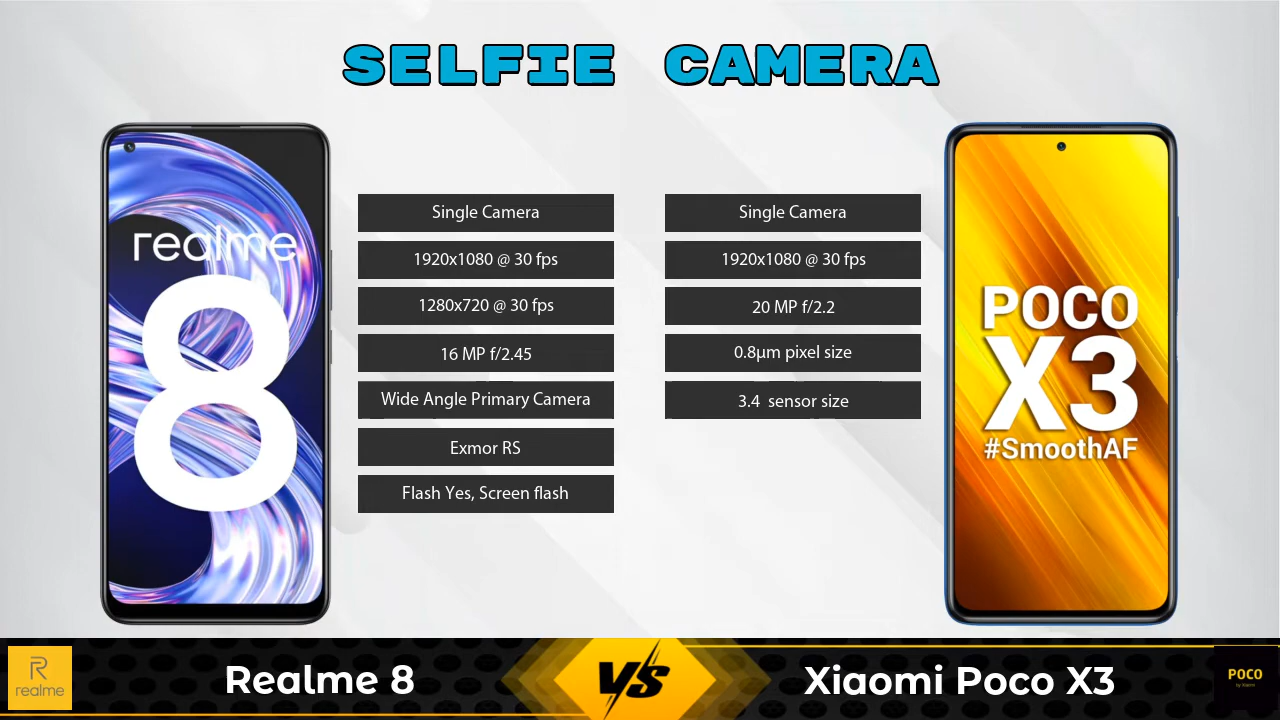 SELFIE CAMERA
realme
8
Single Camera
1920x1080 @ 30 fps
1280x720 @ 30 fps
16 MP f/2.45
Wide Angle Primary Camera
Exmor RS
Flash Yes, Screen flash
Single Camera
1920x1080 @ 30 fps
20 MP f/2.2
0.8µm pixel size
3.4 sensor size
POCO
X3
#SmoothAF
R
realme
Realme 8
VS
Xiaomi Poco X3
POCO
by Xiaomi